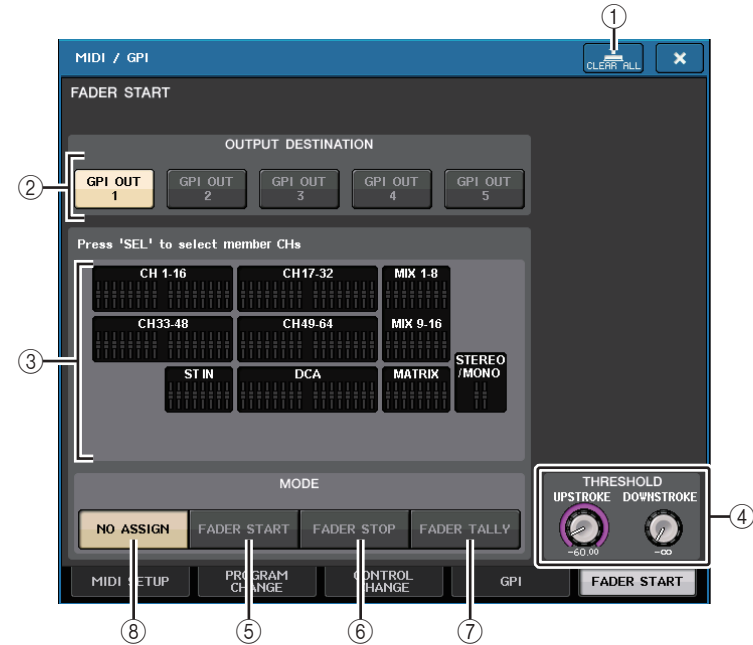 ①
MIDI / GPI
CLEAR ALL
×
FADER START
OUTPUT DESTINATION
②
GPI OUT 1
GPI OUT 2
GPI OUT 3
GPI OUT 4
GPI OUT 5
Press 'SEL' to select member CHs
③
CH 1-16
CH17-32
MIX 1-8
CH33-48
CH49-64
MIX 9-16
ST IN
DCA
MATRIX
STEREO
/MONO
MODE
NO ASSIGN
FADER START
FADER STOP
FADER TALLY
THRESHOLD
UPSTROKE
DOWNSTROKE
-60.00
-∞
④
MIDI SETUP
PROGRAM
CHANGE
CONTROL
CHANGE
GPI
FADER START
⑧
⑤
⑥
⑦